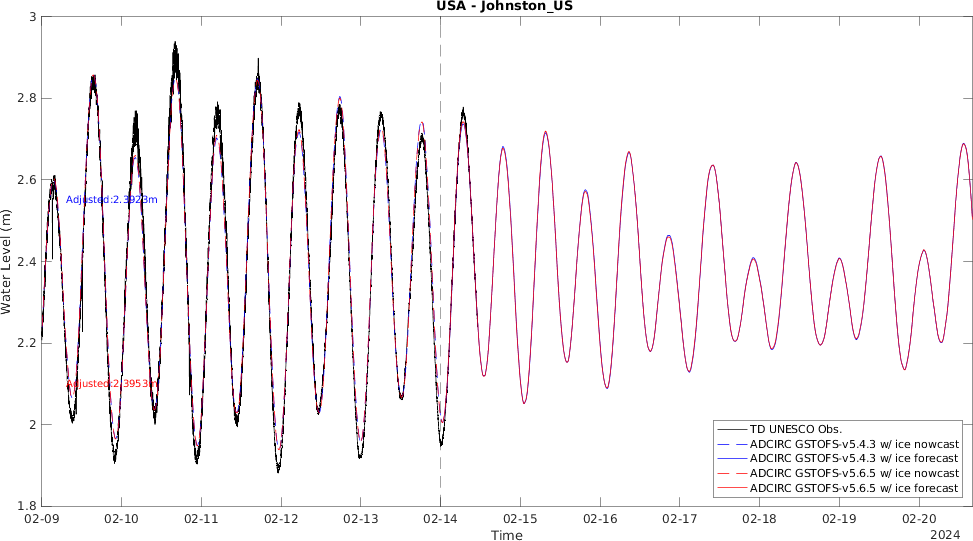 USA - Johnston_US
3
2.8
2.6
2.4
2.2
2
1.8
Water Level (m)
Adjusted:2.3923m
Adjusted:2.3953m
TD UNESCO Obs.
ADCIRC GSTOFS-v5.4.3 w/ ice nowcast
ADCIRC GSTOFS-v5.4.3 w/ ice forecast
ADCIRC GSTOFS-v5.6.5 w/ ice nowcast
ADCIRC GSTOFS-v5.6.5 w/ ice forecast
02-09 02-10 02-11 02-12 02-13 02-14 02-15 02-16 02-17 02-18 02-19 02-20
Time
2024